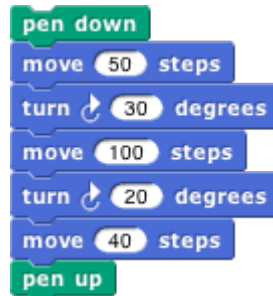 pen down
move 50 steps
turn 30 degrees
move 100 steps
turn 20 degrees
move 40 steps
pen up